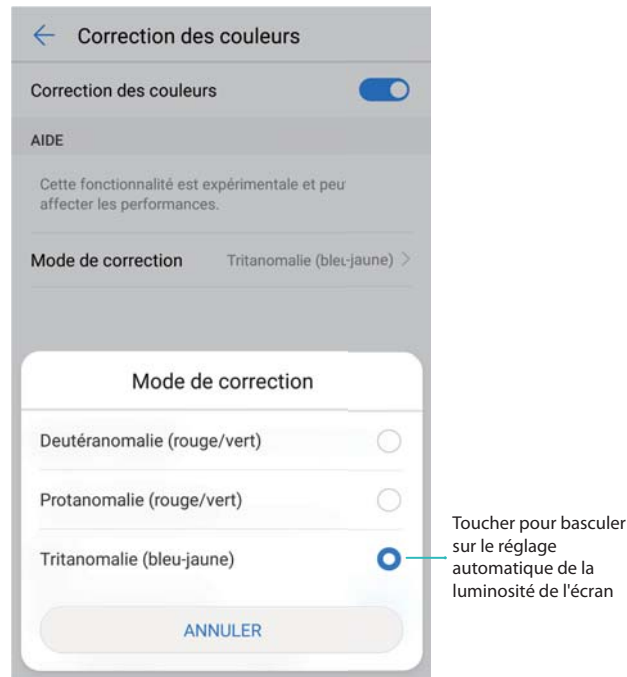 Correction des couleurs
Correction des couleurs
AIDE
Cette fonctionnalité est expérimentale et peu
affecter les performances.
Mode de correction Tritanomalie (bleu-jaune)
Mode de correction
Deutéranomalie (rouge/vert)
Protanomalie (rouge/vert)
Tritanomalie (bleu-jaune)
ANNULER
Toucher pour basculer
sur le réglage
automatique de la
luminosité de l'écran